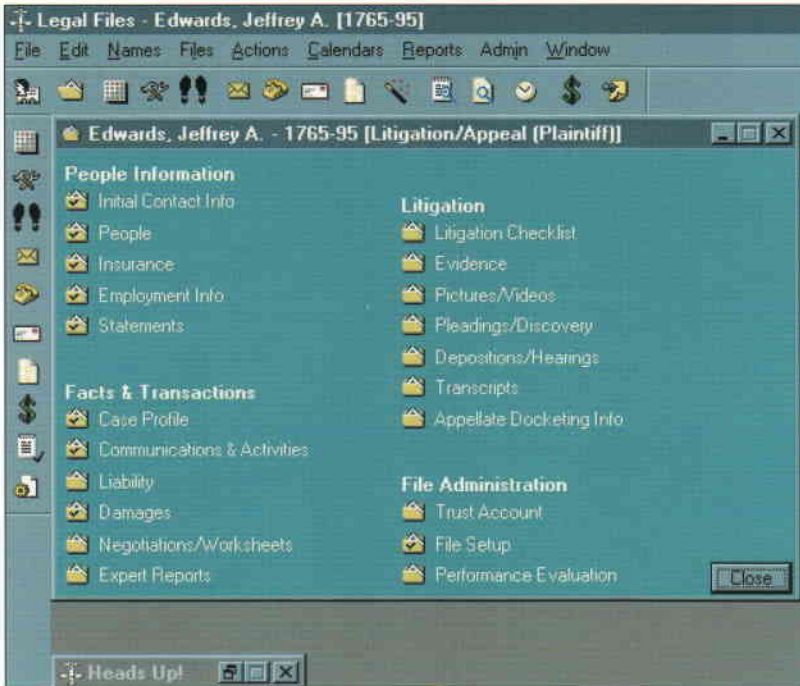 Legal Files - Edwards, Jeffrey A. [1765-95]
File Edit Names Files Actions Calendars Reports Admin Window
Edwards, Jeffrey A. - 1765-95 [Litigation/Appeal (Plaintiff)]
People Information
Initial Contact Info
People
Insurance
Employment Info
Statements
Facts & Transactions
Case Profile
Communications & Activities
Liability
Damages
Negotiations/Worksheets
Expert Reports
Litigation
Litigation Checklist
Evidence
Pictures/Videos
Pleadings/Discovery
Depositions/Hearings
Transcripts
Appellate Docketing Info
File Administration
Trust Account
File Setup
Performance Evaluation
Close
Heads Up!